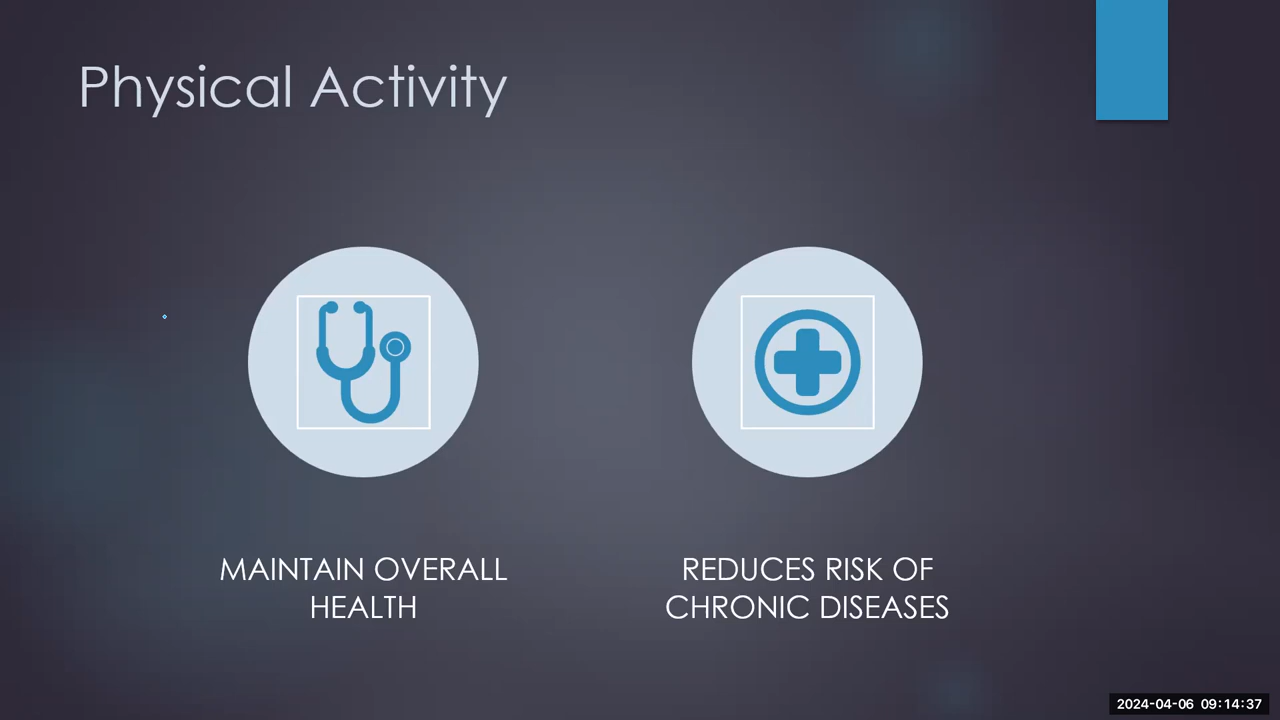 Physical Activity
MAINTAIN OVERALL
HEALTH
REDUCES RISK OF
CHRONIC DISEASES
2024-04-06 09:14:37